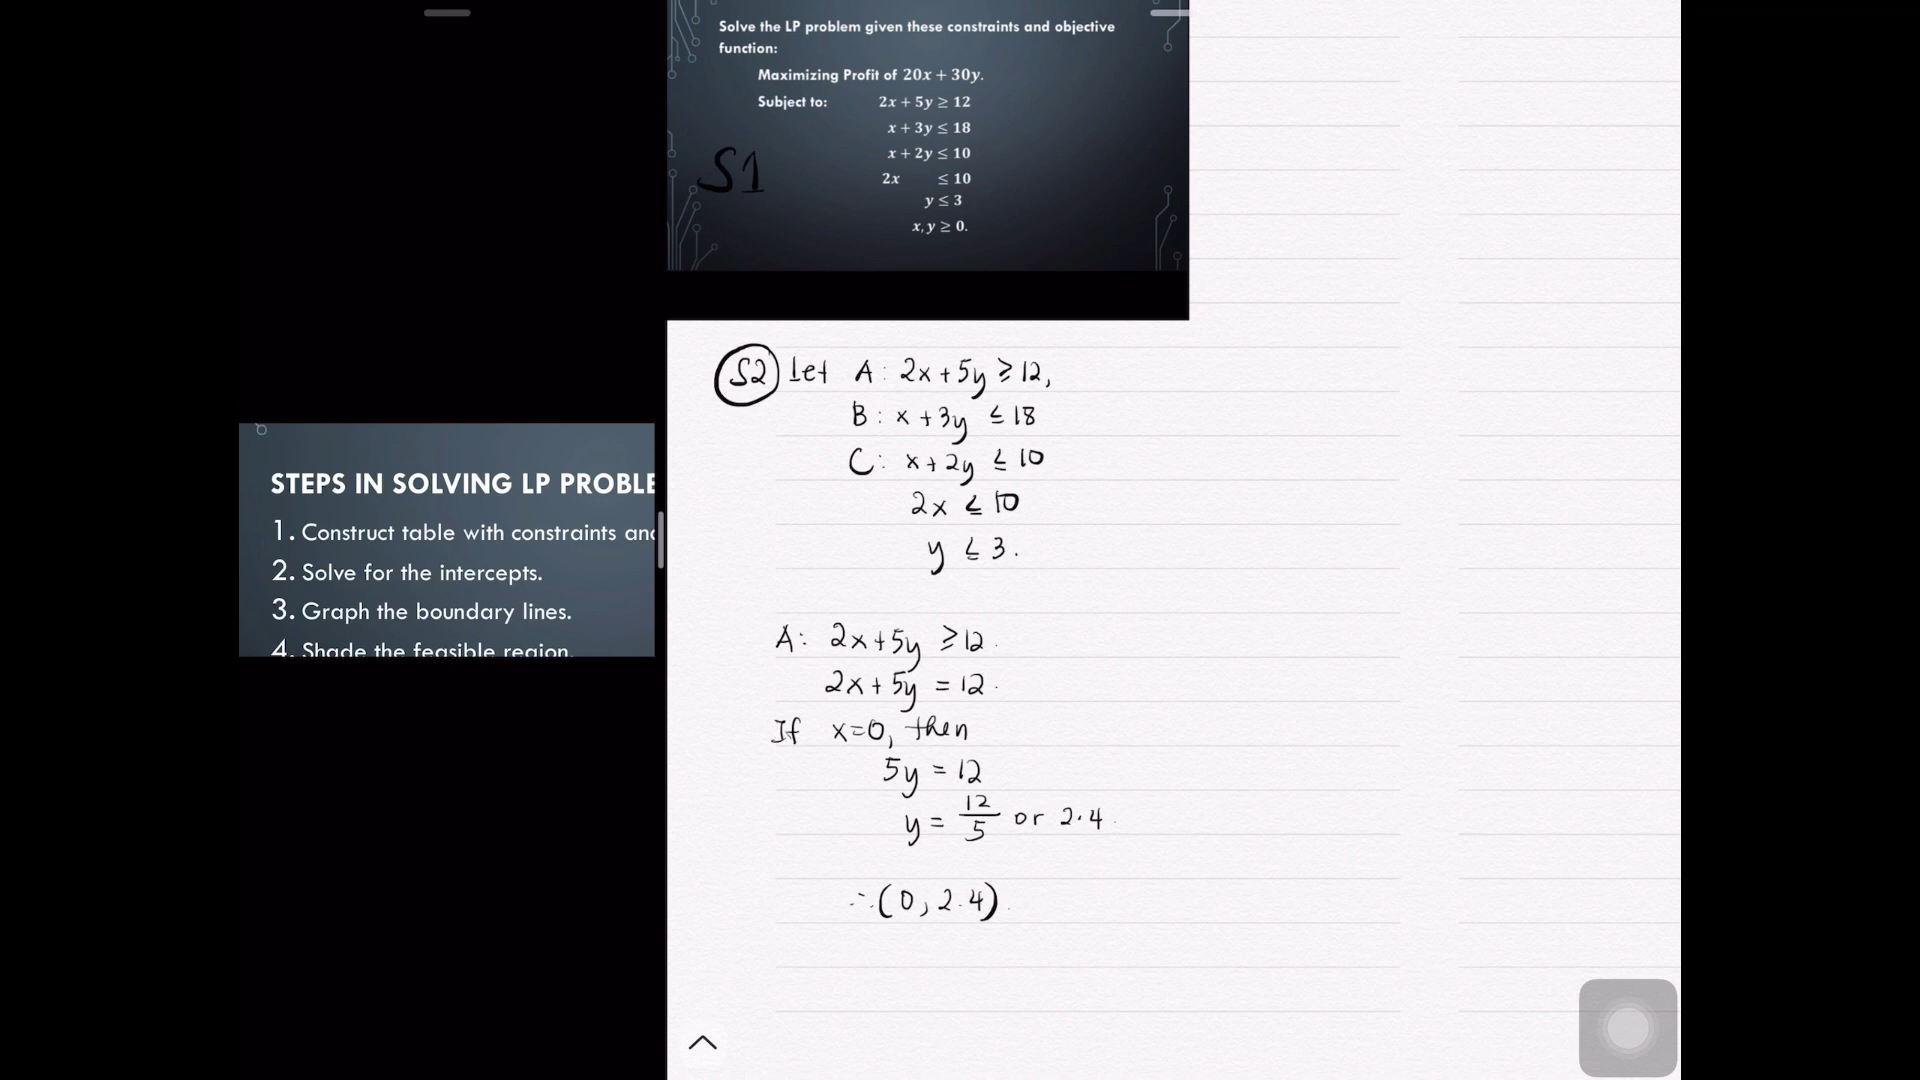 Solve the LP problem given these constraints and objective
function:
Maximizing Profit of 20x + 30y.
Subject to: 2x + 5y ≥ 12
x + 3y ≤ 18
x + 2y ≤ 10
2x ≤ 10
y ≤ 3
x, y ≥ 0.
S1
STEPS IN SOLVING LP PROBLE
1. Construct table with constraints and
2. Solve for the intercepts.
3. Graph the boundary lines.
4. Shade the feasible region.
S2 Let A: 2x + 5y ≥ 12,
B: x + 3y ≤ 18
C: x + 2y ≤ 10
2x ≤ 10
y ≤ 3.
A: 2x + 5y ≥ 12.
2x + 5y = 12.
If x = 0, then
5y = 12
y = 12/5 or 2.4.
∴ (0, 2.4).